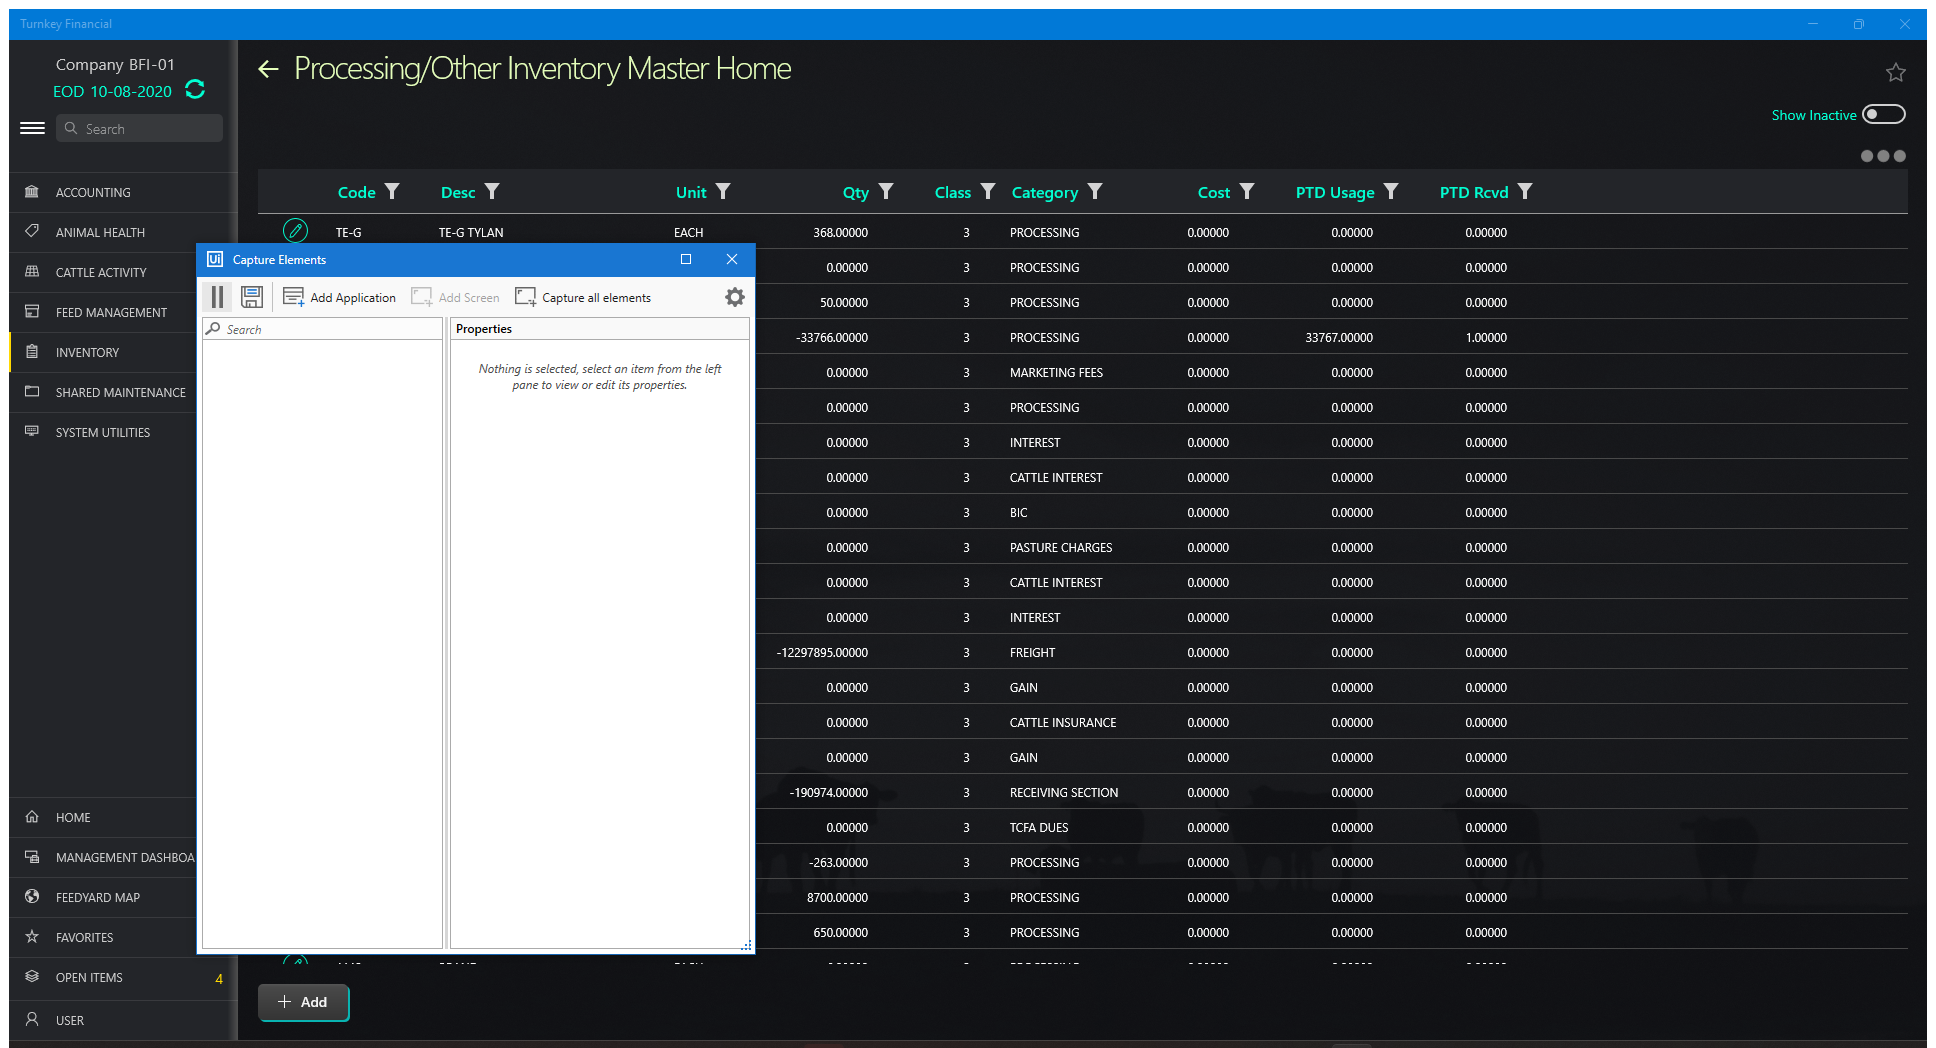 Turnkey Financial
Company BFI-01
EOD 10-08-2020
Search
ACCOUNTING
ANIMAL HEALTH
CATTLE ACTIVITY
FEED MANAGEMENT
INVENTORY
SHARED MAINTENANCE
SYSTEM UTILITIES
HOME
MANAGEMENT DASHBOA
FEEDYARD MAP
FAVORITES
OPEN ITEMS 4
USER
Processing/Other Inventory Master Home
Show Inactive
Code Desc Unit Qty Class Category Cost PTD Usage PTD Rcvd
TE-G TE-G TYLAN EACH 368.00000 3 PROCESSING 0.00000 0.00000 0.00000
0.00000 3 PROCESSING 0.00000 0.00000 0.00000
50.00000 3 PROCESSING 0.00000 0.00000 0.00000
-33766.00000 3 PROCESSING 0.00000 33767.00000 1.00000
0.00000 3 MARKETING FEES 0.00000 0.00000 0.00000
0.00000 3 PROCESSING 0.00000 0.00000 0.00000
0.00000 3 INTEREST 0.00000 0.00000 0.00000
0.00000 3 CATTLE INTEREST 0.00000 0.00000 0.00000
0.00000 3 BIC 0.00000 0.00000 0.00000
0.00000 3 PASTURE CHARGES 0.00000 0.00000 0.00000
0.00000 3 CATTLE INTEREST 0.00000 0.00000 0.00000
0.00000 3 INTEREST 0.00000 0.00000 0.00000
-12297895.00000 3 FREIGHT 0.00000 0.00000 0.00000
0.00000 3 GAIN 0.00000 0.00000 0.00000
0.00000 3 CATTLE INSURANCE 0.00000 0.00000 0.00000
0.00000 3 GAIN 0.00000 0.00000 0.00000
-190974.00000 3 RECEIVING SECTION 0.00000 0.00000 0.00000
0.00000 3 TCFA DUES 0.00000 0.00000 0.00000
-263.00000 3 PROCESSING 0.00000 0.00000 0.00000
8700.00000 3 PROCESSING 0.00000 0.00000 0.00000
650.00000 3 PROCESSING 0.00000 0.00000 0.00000
Add
Ui Capture Elements
Add Application Add Screen Capture all elements
Search
Properties
Nothing is selected, select an item from the left
pane to view or edit its properties.